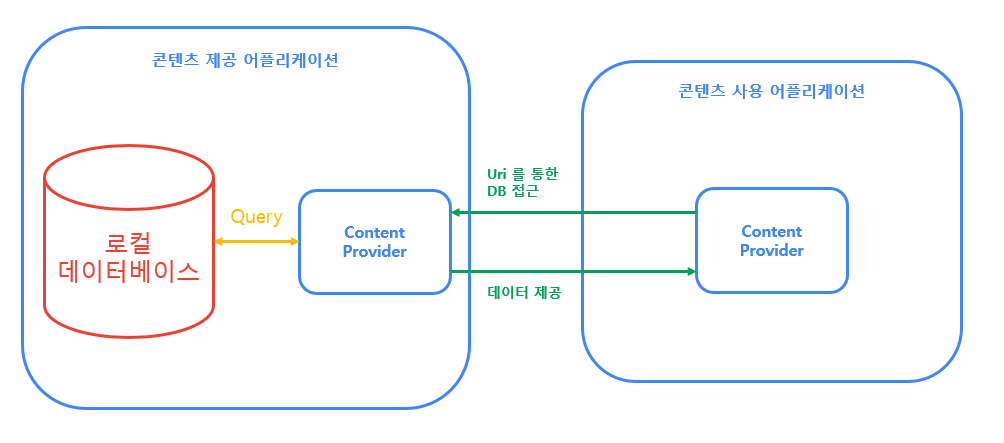 콘텐츠 제공 어플리케이션
콘텐츠 사용 어플리케이션
Uri 를 통한
DB 접근
Query
로컬
데이터베이스
Content
Provider
Content
Provider
데이터 제공